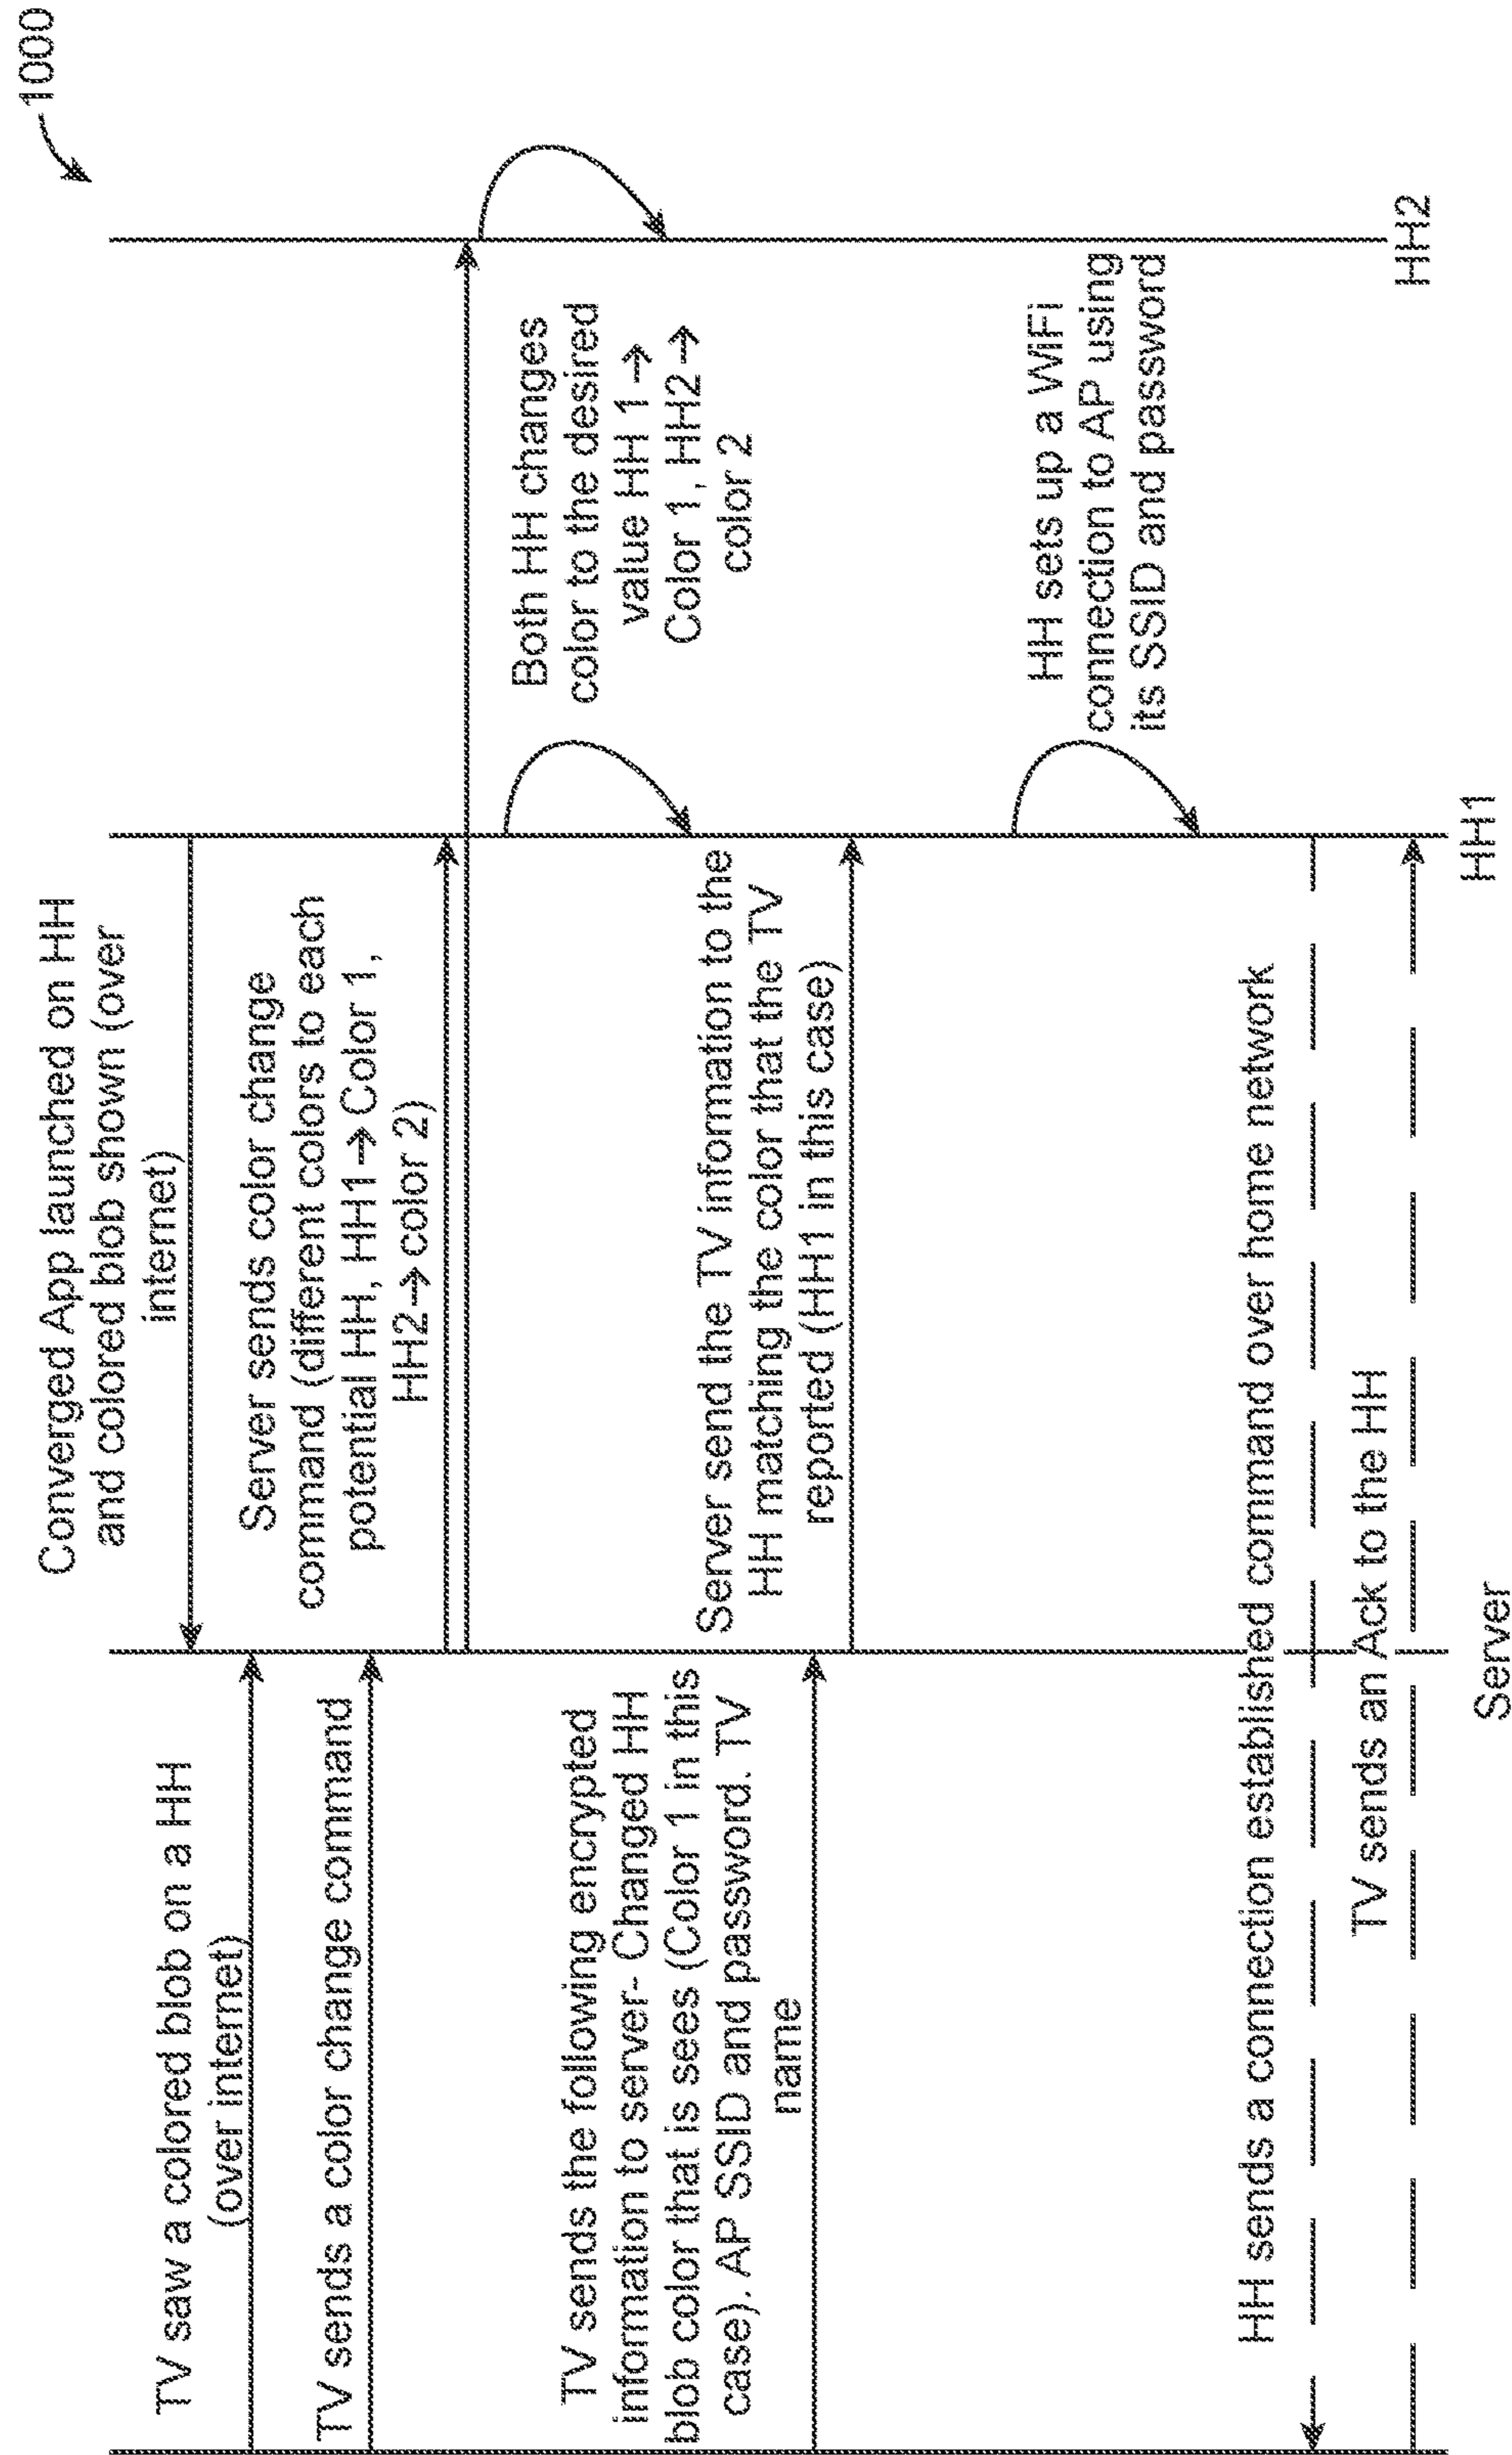 1000
Converged App launched on HH
and colored blob shown (over
internet)
TV saw a colored blob on a HH
(over internet)
Server sends color change
command (different colors to each
potential HH, HH1→Color 1,
HH2→color 2)
TV sends a color change command
Both HH changes
color to the desired
value HH 1→
Color 1, HH2→
color 2
TV sends the following encrypted
information to server- Changed HH
blob color that is sees (Color 1 in this
case). AP SSID and password. TV
name
Server send the TV information to the
HH matching the color that the TV
reported (HH1 in this case)
HH sets up a WiFi
connection to AP using
its SSID and password
HH sends a connection established command over home network
TV sends an Ack to the HH
Server
HH1
HH2